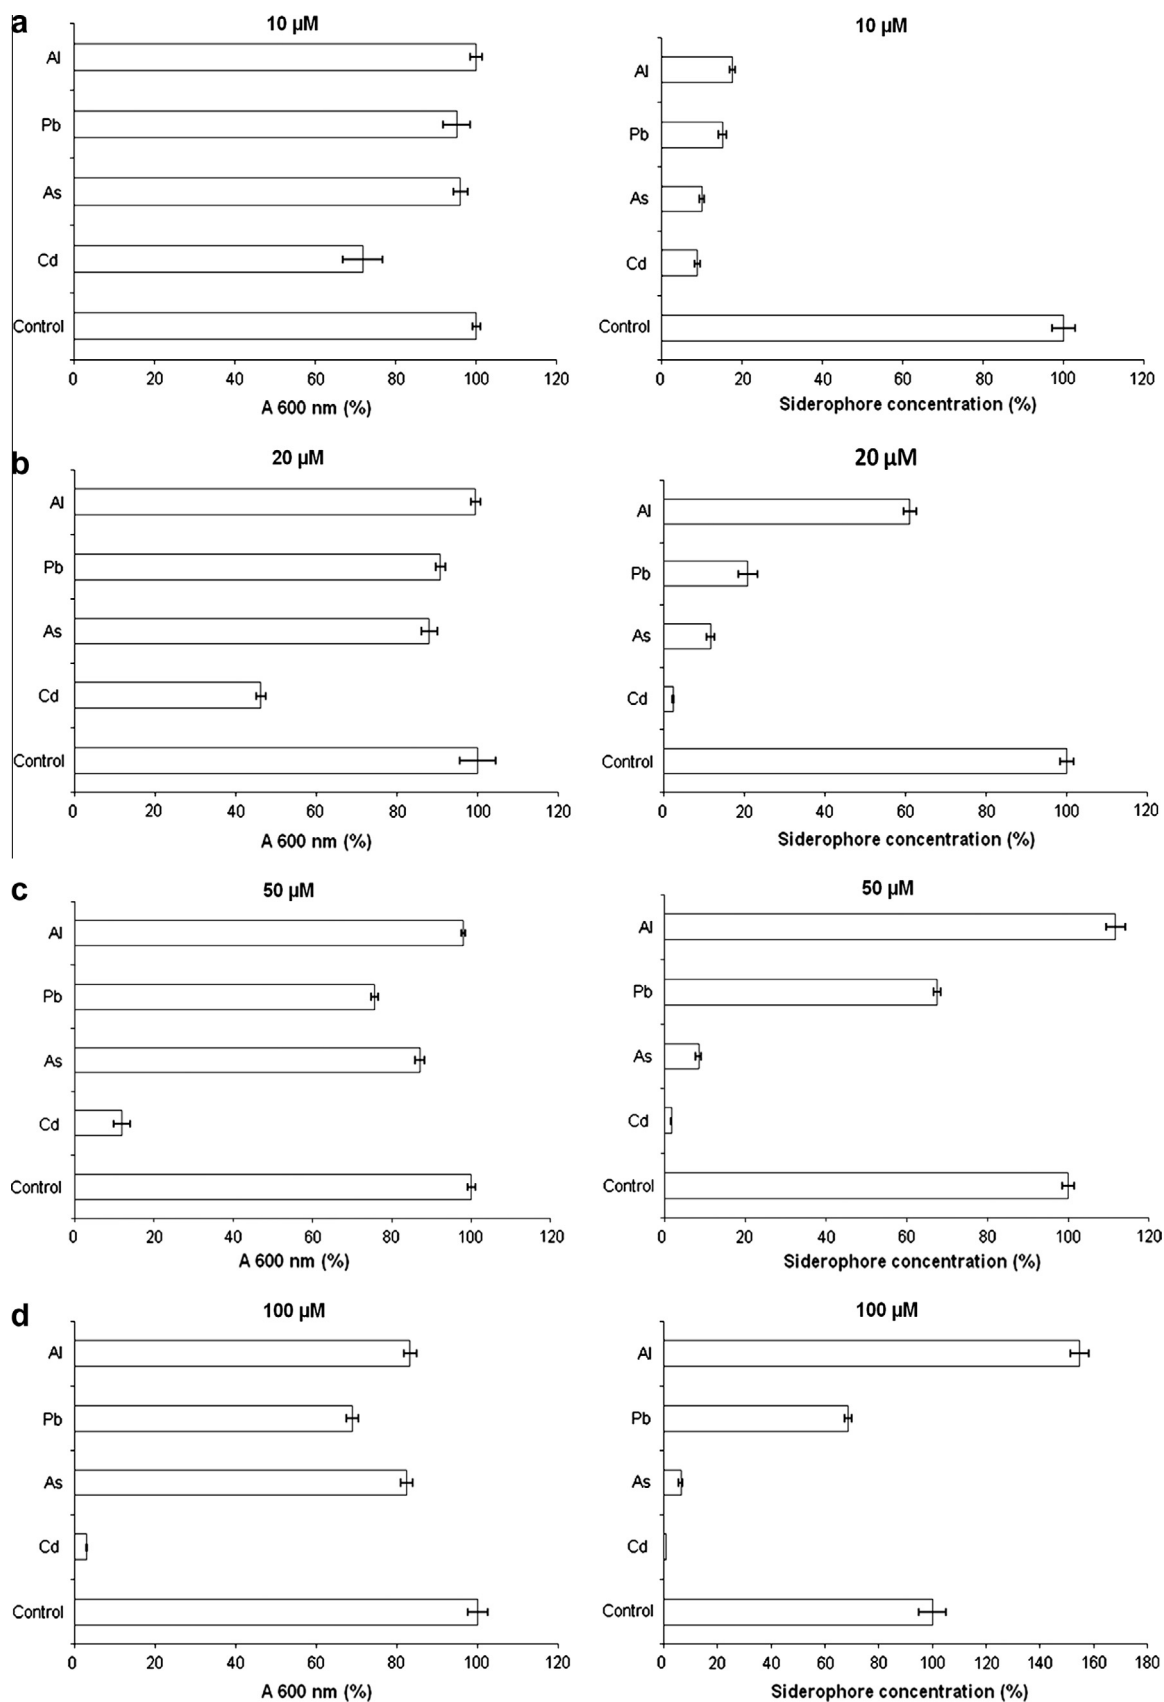 a
10 µM
Al
Pb
As
Cd
Control
0 20 40 60 80 100 120
A 600 nm (%)
10 µM
Al
Pb
As
Cd
Control
0 20 40 60 80 100 120
Siderophore concentration (%)
b
20 µM
Al
Pb
As
Cd
Control
0 20 40 60 80 100 120
A 600 nm (%)
20 µM
Al
Pb
As
Cd
Control
0 20 40 60 80 100 120
Siderophore concentration (%)
c
50 µM
Al
Pb
As
Cd
Control
0 20 40 60 80 100 120
A 600 nm (%)
50 µM
Al
Pb
As
Cd
Control
0 20 40 60 80 100 120
Siderophore concentration (%)
d
100 µM
Al
Pb
As
Cd
Control
0 20 40 60 80 100 120
A 600 nm (%)
100 µM
Al
Pb
As
Cd
Control
0 20 40 60 80 100 120 140 160 180
Siderophore concentration (%)